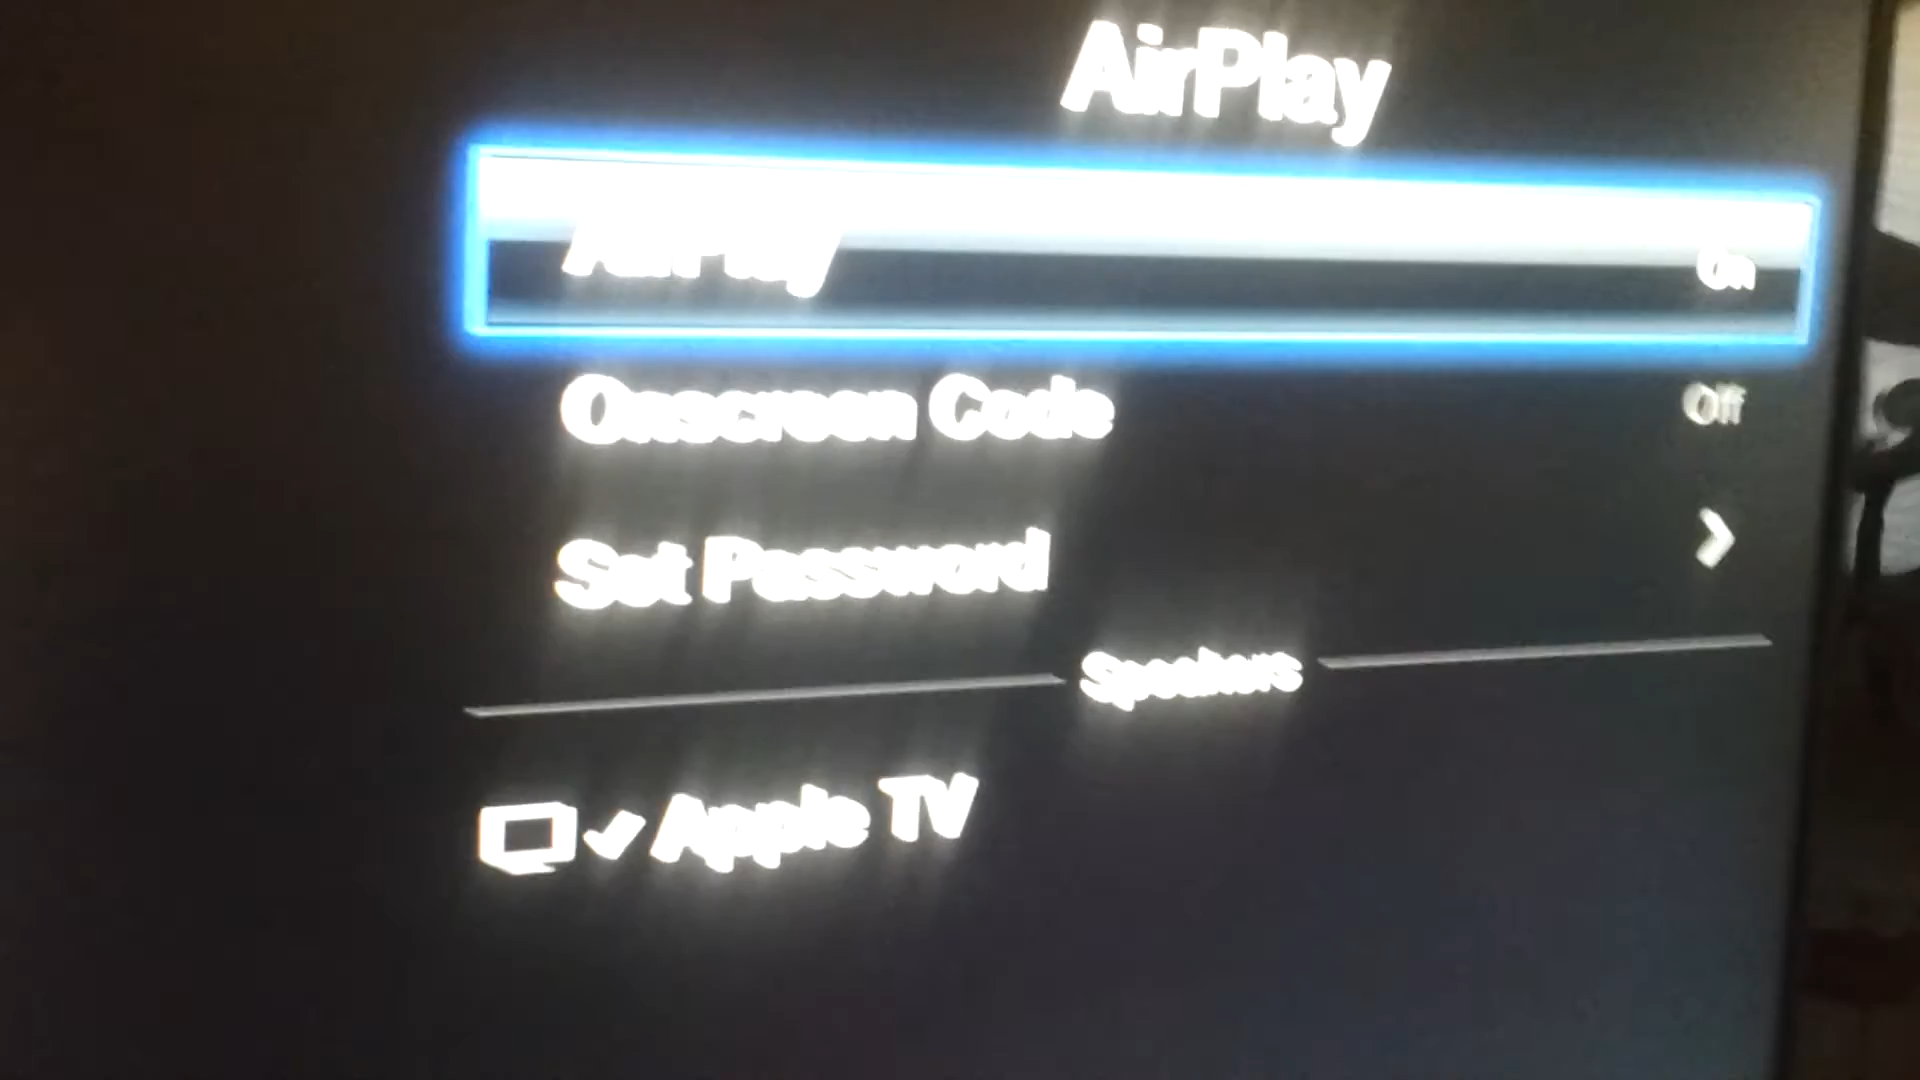 AirPlay
AirPlay On
Onscreen Code Off
Set Password
Speakers
Apple TV